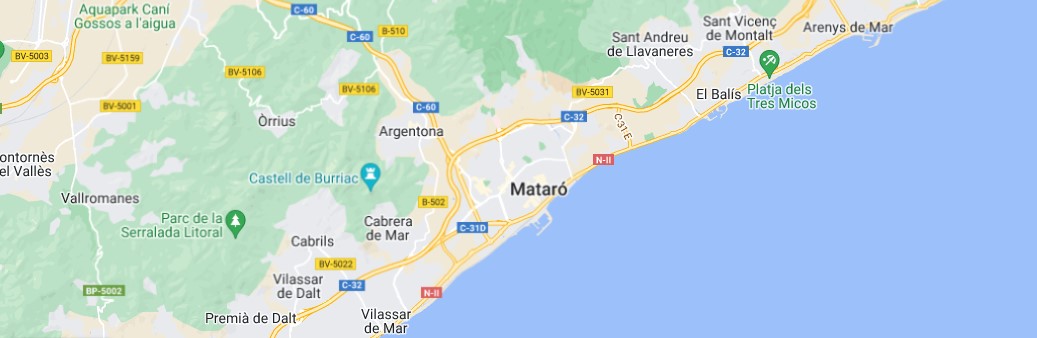 Aquapark Caní
Gossos a l'aigua
C-60
C-60
B-510
Sant Vicenç
de Montalt
Arenys de Mar
Sant Andreu
de Llavaneres
C-32
BV-5003
BV-5159
BV-5106
BV-5106
BV-5031
El Balís
Platja dels
Tres Micos
BV-5001
C-60
C-32
C-31E
Òrrius
Argentona
N-II
ontornès
el Vallès
Castell de Burriac
Mataró
Vallromanes
B-502
Parc de la
Serralada Litoral
Cabrera
de Mar
C-31D
Cabrils
BV-5022
Vilassar
de Dalt
C-32
BP-5002
N-II
Premià de Dalt
Vilassar
de Mar